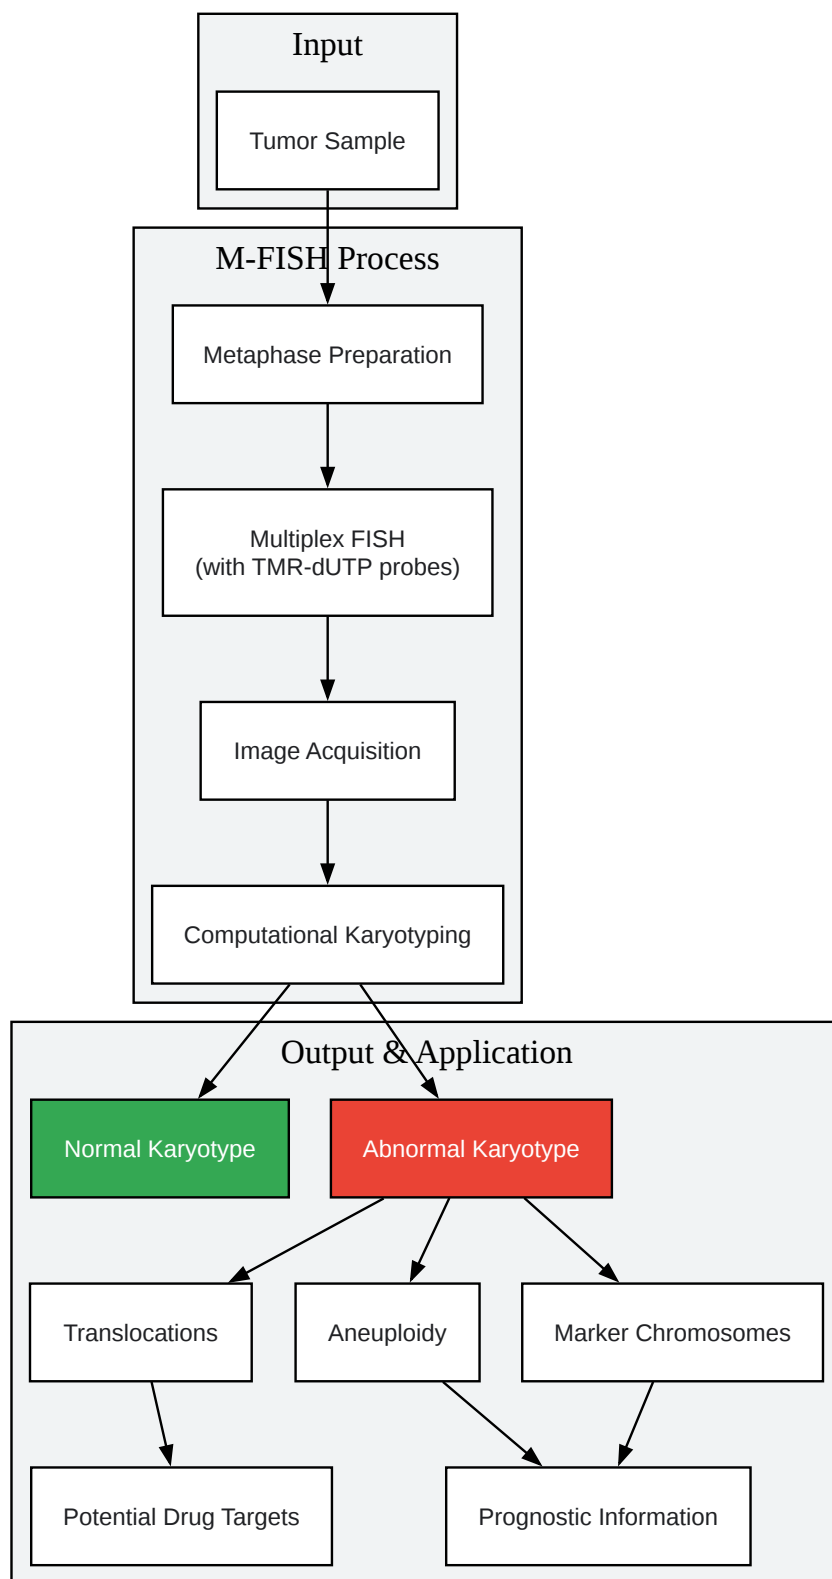 Input
Tumor Sample
M-FISH Process
Metaphase Preparation
Multiplex FISH
(with TMR-dUTP probes)
Image Acquisition
Computational Karyotyping
Output & Application
Normal Karyotype
Abnormal Karyotype
Translocations
Aneuploidy
Marker Chromosomes
Potential Drug Targets
Prognostic Information